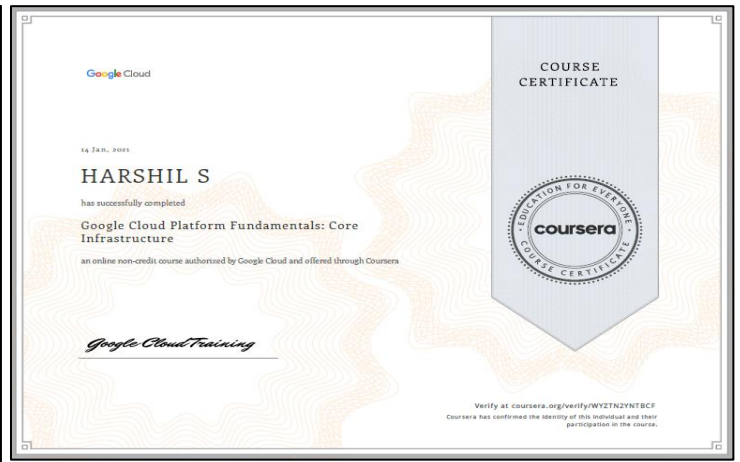 Google Cloud
COURSE
CERTIFICATE
14 Jan, 2021
HARSHIL S
has successfully completed
Google Cloud Platform Fundamentals: Core
Infrastructure
an online non-credit course authorized by Google Cloud and offered through Coursera
EDUCATION FOR EVERYONE
coursera
COURSE CERTIFICATE
Google Cloud Training
Verify at coursera.org/verify/WYZTN2YNTBCF
Coursera has confirmed the identity of this individual and their
participation in the course.